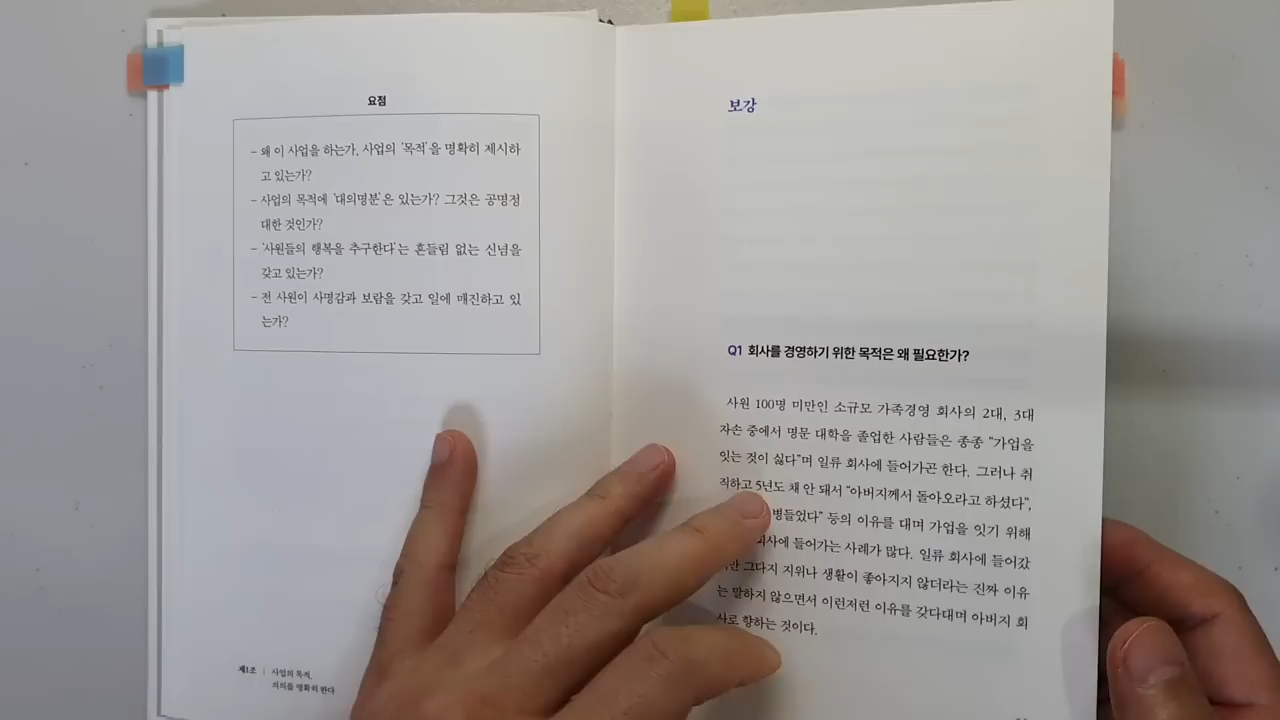 요점
– 왜 이 사업을 하는가, 사업의 '목적'을 명확히 제시하
고 있는가?
– 사업의 목적에 '대의명분'은 있는가? 그것은 공명정
대한 것인가?
– '사원들의 행복을 추구한다'는 흔들림 없는 신념을
갖고 있는가?
– 전 사원이 사명감과 보람을 갖고 일에 매진하고 있
는가?
제1조 | 사업의 목적,
의의를 명확히 한다
보강
Q1 회사를 경영하기 위한 목적은 왜 필요한가?
사원 100명 미만인 소규모 가족경영 회사의 2대, 3대
자손 중에서 명문 대학을 졸업한 사람들은 종종 “가업을
잇는 것이 싫다”며 일류 회사에 들어가곤 한다. 그러나 취
직하고 5년도 채 안 돼서 “아버지께서 돌아오라고 하셨다”,
병들었다” 등의 이유를 대며 가업을 잇기 위해
회사에 들어가는 사례가 많다. 일류 회사에 들어갔
그다지 지위나 생활이 좋아지지 않더라는 진짜 이유
는 말하지 않으면서 이런저런 이유를 갖다대며 아버지 회
사로 향하는 것이다.